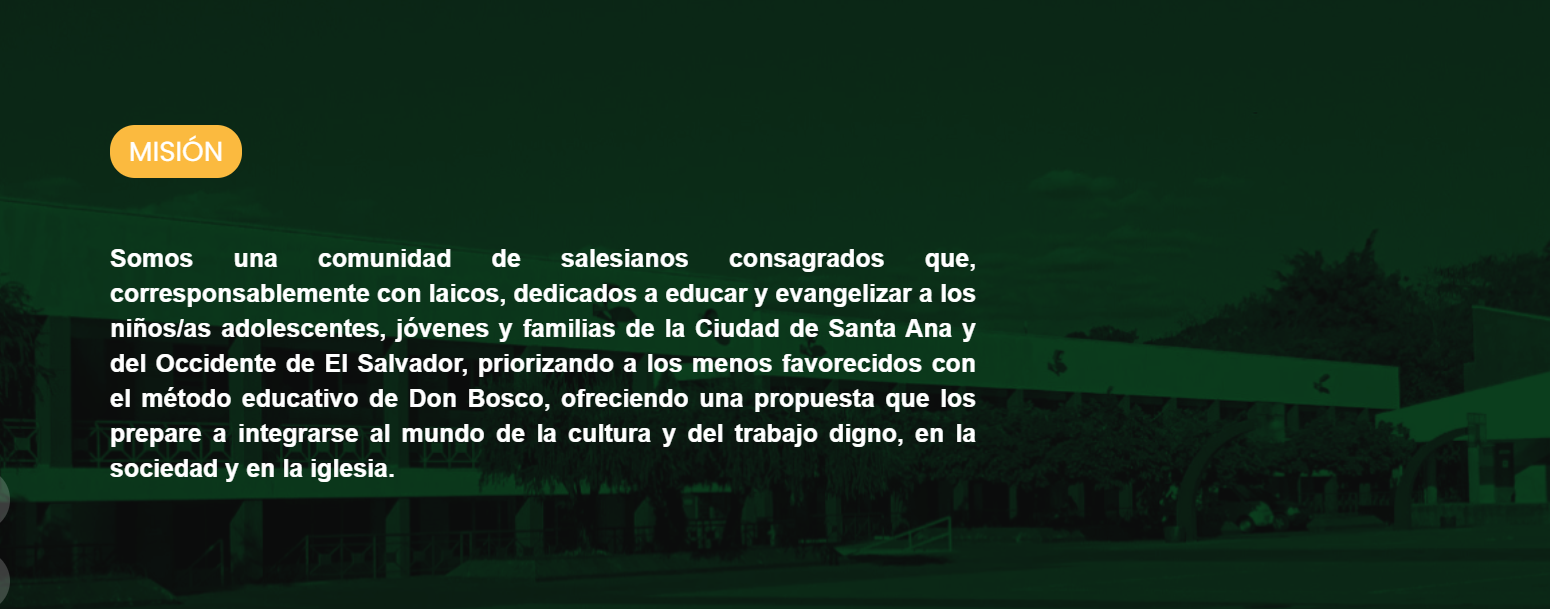 MISIÓN
Somos una comunidad de salesianos consagrados que,
corresponsablemente con laicos, dedicados a educar y evangelizar a los
niños/as adolescentes, jóvenes y familias de la Ciudad de Santa Ana y
del Occidente de El Salvador, priorizando a los menos favorecidos con
el método educativo de Don Bosco, ofreciendo una propuesta que los
prepare a integrarse al mundo de la cultura y del trabajo digno, en la
sociedad y en la iglesia.